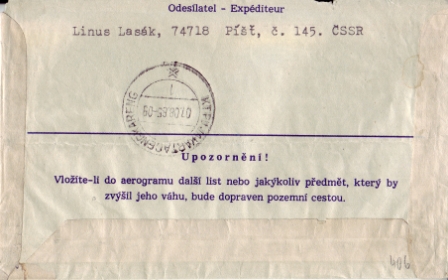 Odesílatel - Expéditeur
Linus Lasák, 74718 Píšť, č. 145. ČSSR
Upozornění!
Vložíte-li do aerogramu další list nebo jakýkoliv předmět, který by
zvýšil jeho váhu, bude dopraven pozemní cestou.